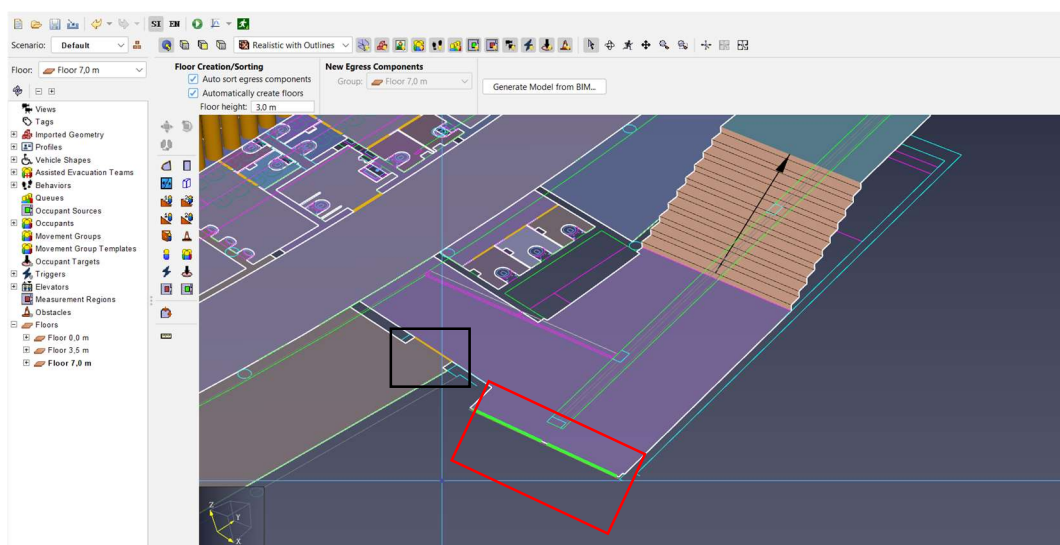 SI EN
Scenario: Default Realistic with Outlines
Floor: Floor 7,0 m
Floor Creation/Sorting
Auto sort egress components
Automatically create floors
Floor height: 3,0 m
New Egress Components
Group: Floor 7,0 m
Generate Model from BIM...
Views
Tags
Imported Geometry
Profiles
Vehicle Shapes
Assisted Evacuation Teams
Behaviors
Queues
Occupant Sources
Occupants
Movement Groups
Movement Group Templates
Occupant Targets
Triggers
Elevators
Measurement Regions
Obstacles
Floors
Floor 0,0 m
Floor 3,5 m
Floor 7,0 m
Z
Y
X